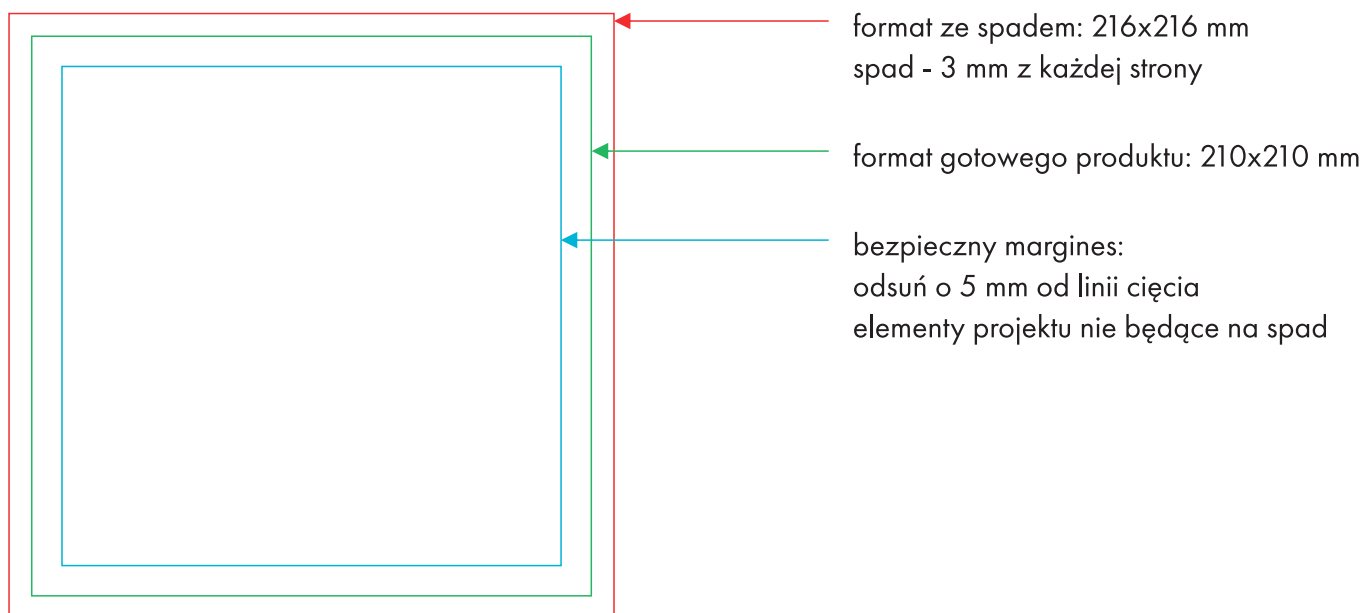 format ze spadem: 216x216 mm
spad - 3 mm z każdej strony
format gotowego produktu: 210x210 mm
bezpieczny margines:
odsuń o 5 mm od linii cięcia
elementy projektu nie będące na spad